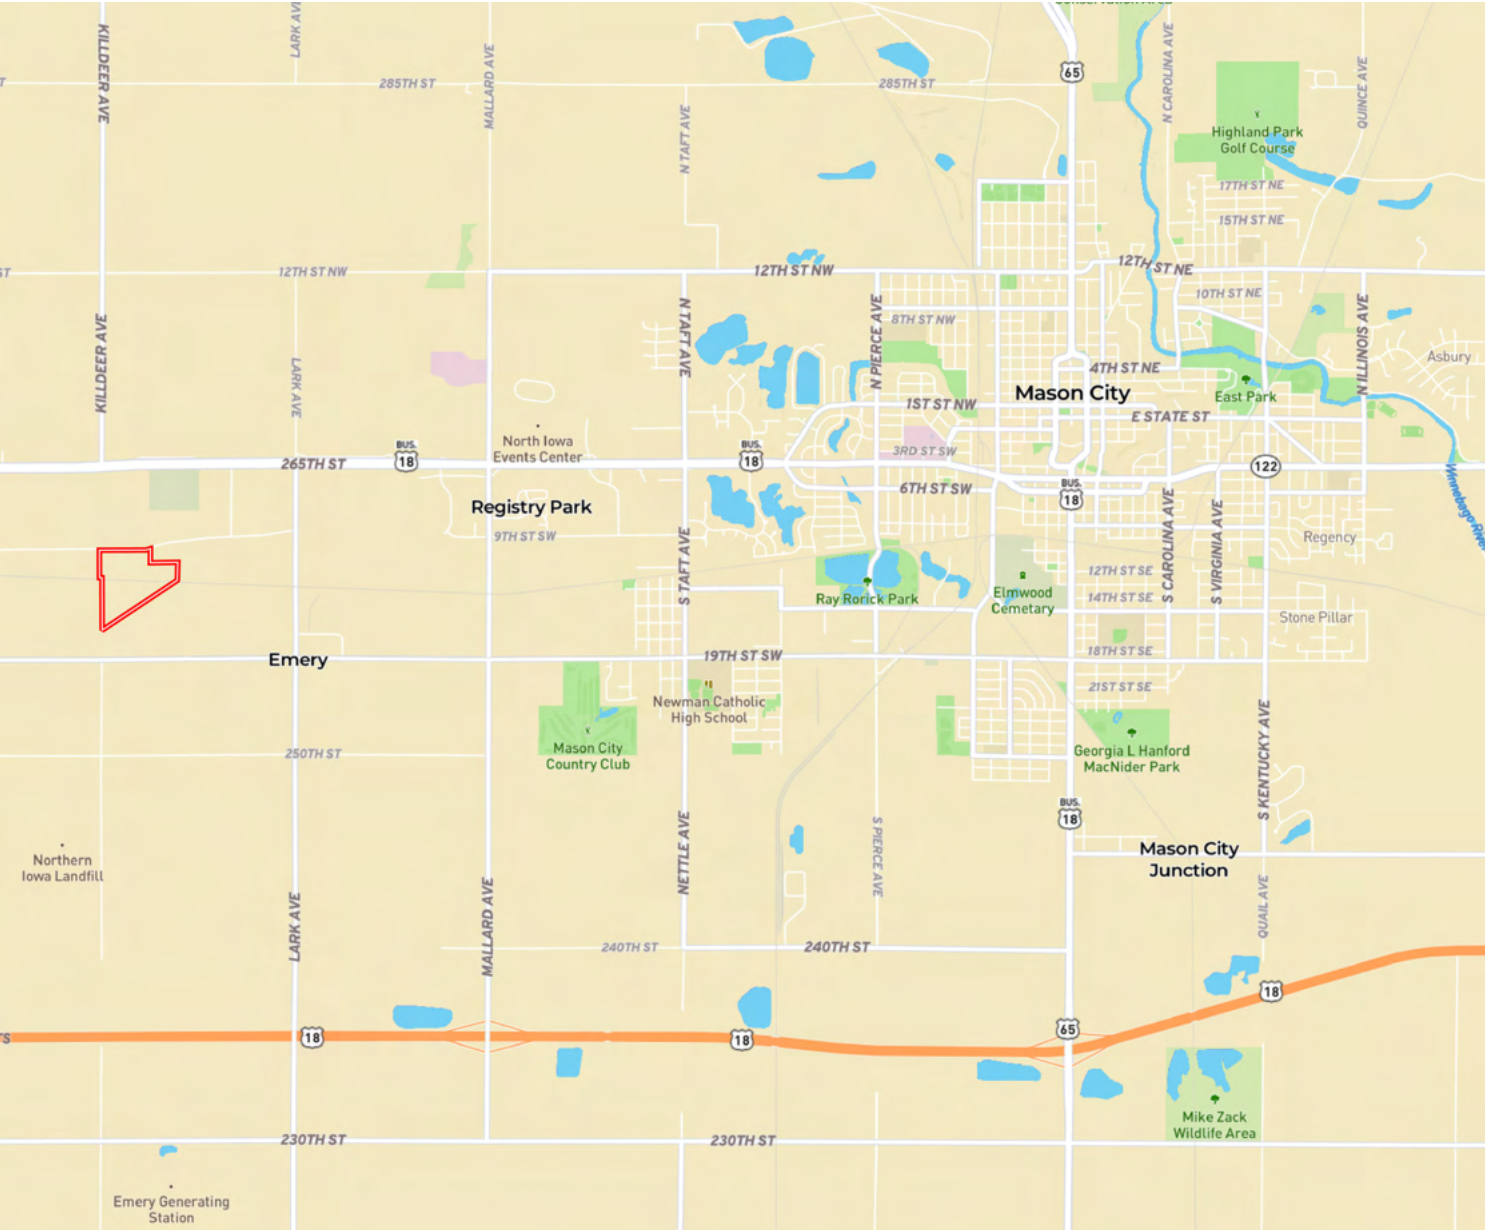 Conservation Area
KILLDEER AVE
LARK AVE
MALLARD AVE
285TH ST
285TH ST
65
N CAROLINA AVE
QUINCE AVE
N TAFT AVE
Highland Park
Golf Course
17TH ST NE
15TH ST NE
12TH ST NW
12TH ST NW
12TH ST NE
10TH ST NE
KILLDEER AVE
LARK AVE
N TAFT AVE
N PIERCE AVE
8TH ST NW
N ILLINOIS AVE
Asbury
4TH ST NE
East Park
Mason City
1ST ST NW
E STATE ST
North Iowa
Events Center
3RD ST SW
265TH ST
BUS.
18
BUS.
18
122
6TH ST SW
BUS.
18
Winnebago River
Registry Park
9TH ST SW
S TAFT AVE
S CAROLINA AVE
S VIRGINIA AVE
Regency
12TH ST SE
14TH ST SE
Ray Rorick Park
Elmwood
Cemetary
Stone Pillar
Emery
19TH ST SW
18TH ST SE
21ST ST SE
Newman Catholic
High School
Mason City
Country Club
250TH ST
Georgia L Hanford
MacNider Park
S KENTUCKY AVE
BUS.
18
Northern
Iowa Landfill
NETTLE AVE
S PIERCE AVE
Mason City
Junction
LARK AVE
MALLARD AVE
QUAIL AVE
240TH ST
240TH ST
18
18
18
65
Mike Zack
Wildlife Area
230TH ST
230TH ST
Emery Generating
Station